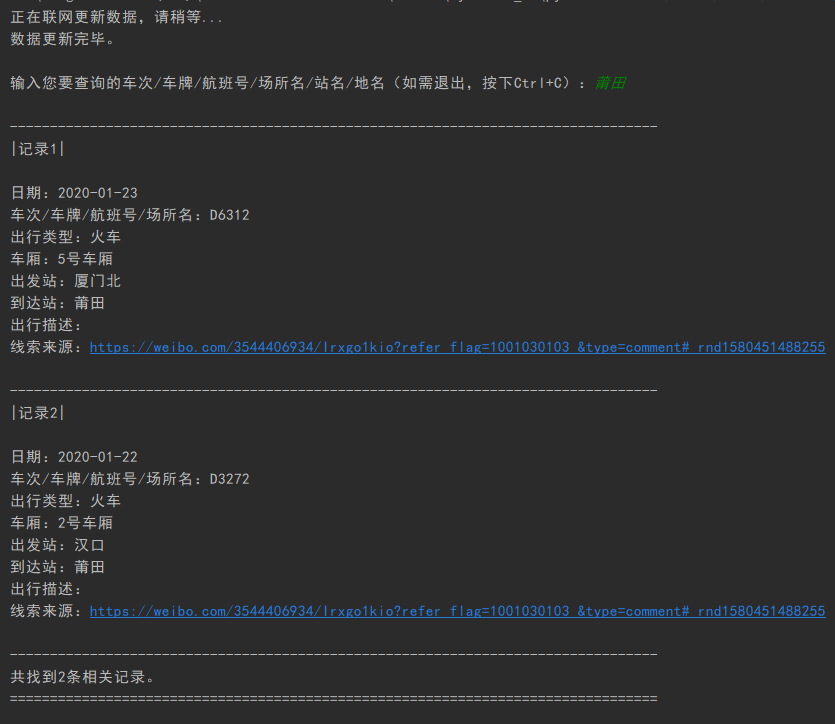 正在联网更新数据，请稍等...
数据更新完毕。
输入您要查询的车次/车牌/航班号/场所名/站名/地名（如需退出，按下Ctrl+C）：莆田
---------------------------------------------------------------------------------
|记录1|
日期：2020-01-23
车次/车牌/航班号/场所名：D6312
出行类型：火车
车厢：5号车厢
出发站：厦门北
到达站：莆田
出行描述：
线索来源：https://weibo.com/3544406934/Irxgo1kio?refer_flag=1001030103_&type=comment#_rnd1580451488255
---------------------------------------------------------------------------------
|记录2|
日期：2020-01-22
车次/车牌/航班号/场所名：D3272
出行类型：火车
车厢：2号车厢
出发站：汉口
到达站：莆田
出行描述：
线索来源：https://weibo.com/3544406934/Irxgo1kio?refer_flag=1001030103_&type=comment#_rnd1580451488255
---------------------------------------------------------------------------------
共找到2条相关记录。
=================================================================================